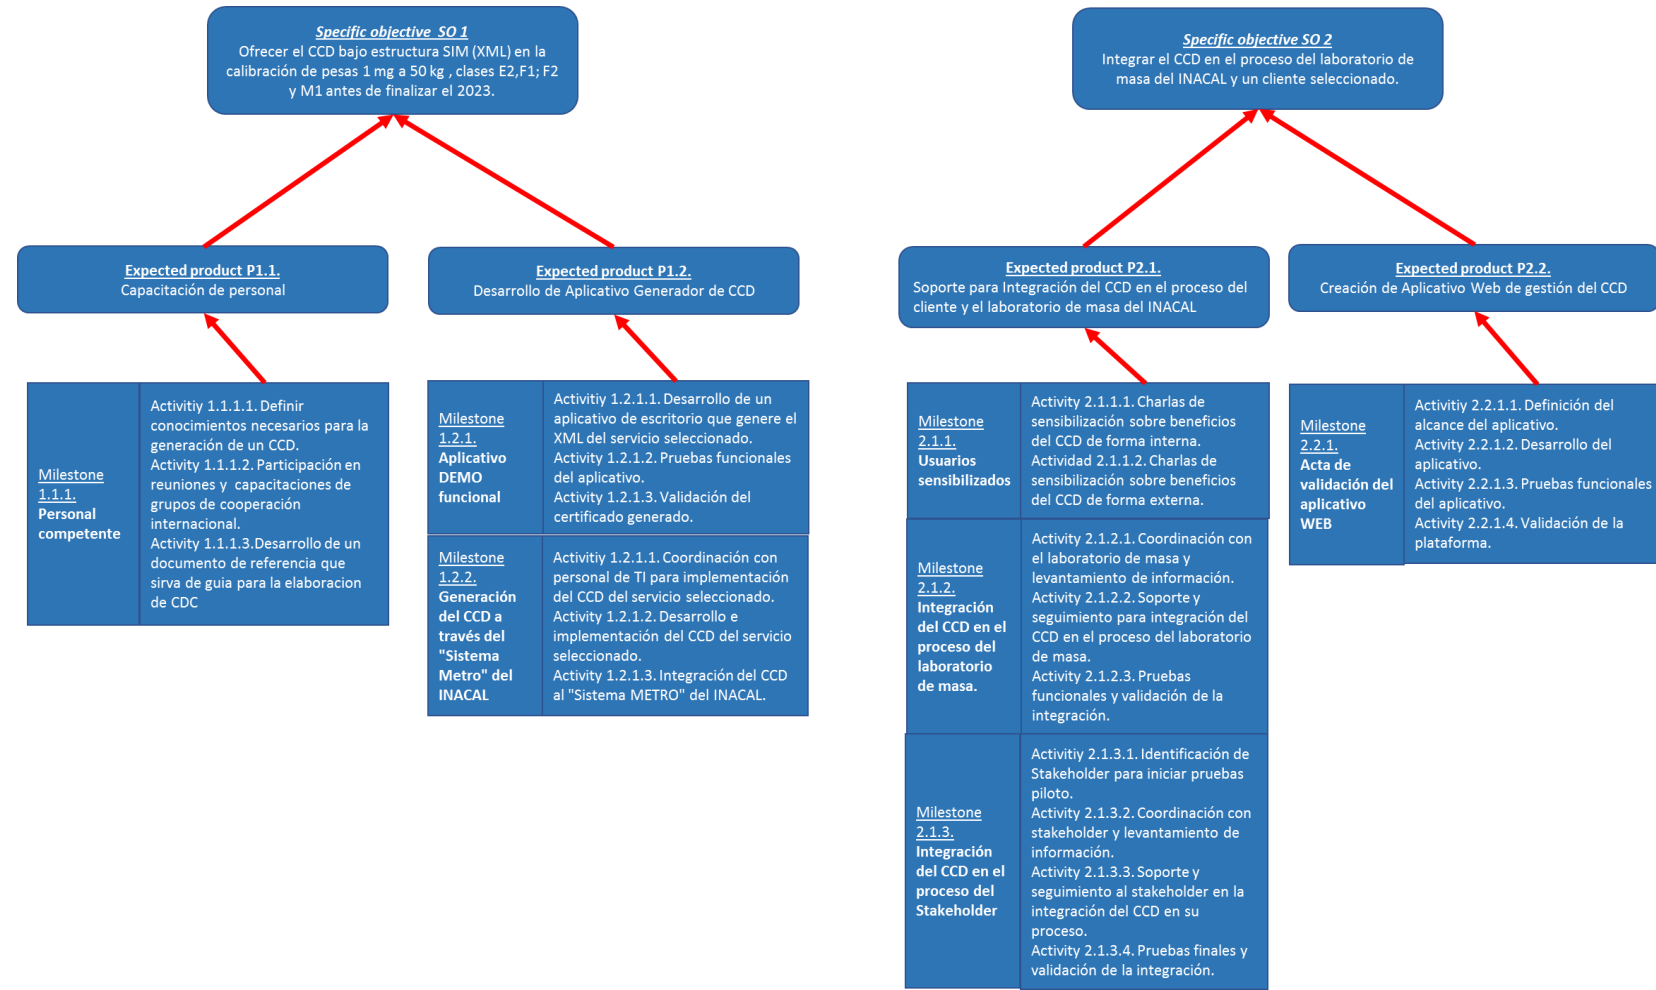 Specific objective  SO 1
Ofrecer el CCD bajo estructura SIM (XML) en la
calibración de pesas 1 mg a 50 kg , clases E2,F1; F2
y M1 antes de finalizar el 2023.
Specific objective SO 2
Integrar el CCD en el proceso del laboratorio de
masa del INACAL y un cliente seleccionado.
Expected product P1.1.
Capacitación de personal
Expected product P1.2.
Desarrollo de Aplicativo Generador de CCD
Expected product P2.1.
Soporte para Integración del CCD en el proceso del
cliente y el laboratorio de masa del INACAL
Expected product P2.2.
Creación de Aplicativo Web de gestión del CCD
Milestone
1.1.1.
Personal
competente
Activitiy 1.1.1.1. Definir
conocimientos necesarios para la
generación de un CCD.
Activity 1.1.1.2. Participación en
reuniones y  capacitaciones de
grupos de cooperación
internacional.
Activity 1.1.1.3.Desarrollo de un
documento de referencia que
sirva de guia para la elaboracion
de CDC
Milestone
1.2.1.
Aplicativo
DEMO
funcional
Activitiy 1.2.1.1. Desarrollo de un
aplicativo de escritorio que genere el
XML del servicio seleccionado.
Activity 1.2.1.2. Pruebas funcionales
del aplicativo.
Activity 1.2.1.3. Validación del
certificado generado.
Milestone
1.2.2.
Generación
del CCD a
través del
"Sistema
Metro" del
INACAL
Activitiy 1.2.1.1. Coordinación con
personal de TI para implementación
del CCD del servicio seleccionado.
Activity 1.2.1.2. Desarrollo e
implementación del CCD del servicio
seleccionado.
Activity 1.2.1.3. Integración del CCD
al "Sistema METRO" del INACAL.
Milestone
2.1.1.
Usuarios
sensibilizados
Activity 2.1.1.1. Charlas de
sensibilización sobre beneficios
del CCD de forma interna.
Actividad 2.1.1.2. Charlas de
sensibilización sobre beneficios
del CCD de forma externa.
Milestone
2.1.2.
Integración
del CCD en el
proceso del
laboratorio
de masa.
Activity 2.1.2.1. Coordinación con
el laboratorio de masa y
levantamiento de información.
Activity 2.1.2.2. Soporte y
seguimiento para integración del
CCD en el proceso del laboratorio
de masa.
Activity 2.1.2.3. Pruebas
funcionales y validación de la
integración.
Milestone
2.1.3.
Integración
del CCD en el
proceso del
Stakeholder
Activitiy 2.1.3.1. Identificación de
Stakeholder para iniciar pruebas
piloto.
Activity 2.1.3.2. Coordinación con
stakeholder y levantamiento de
información.
Activity 2.1.3.3. Soporte y
seguimiento al stakeholder en la
integración del CCD en su
proceso.
Activity 2.1.3.4. Pruebas finales y
validación de la integración.
Milestone
2.2.1.
Acta de
validación del
aplicativo
WEB
Activitiy 2.2.1.1. Definición del
alcance del aplicativo.
Activity 2.2.1.2. Desarrollo del
aplicativo.
Activity 2.2.1.3. Pruebas funcionales
del aplicativo.
Activity 2.2.1.4. Validación de la
plataforma.